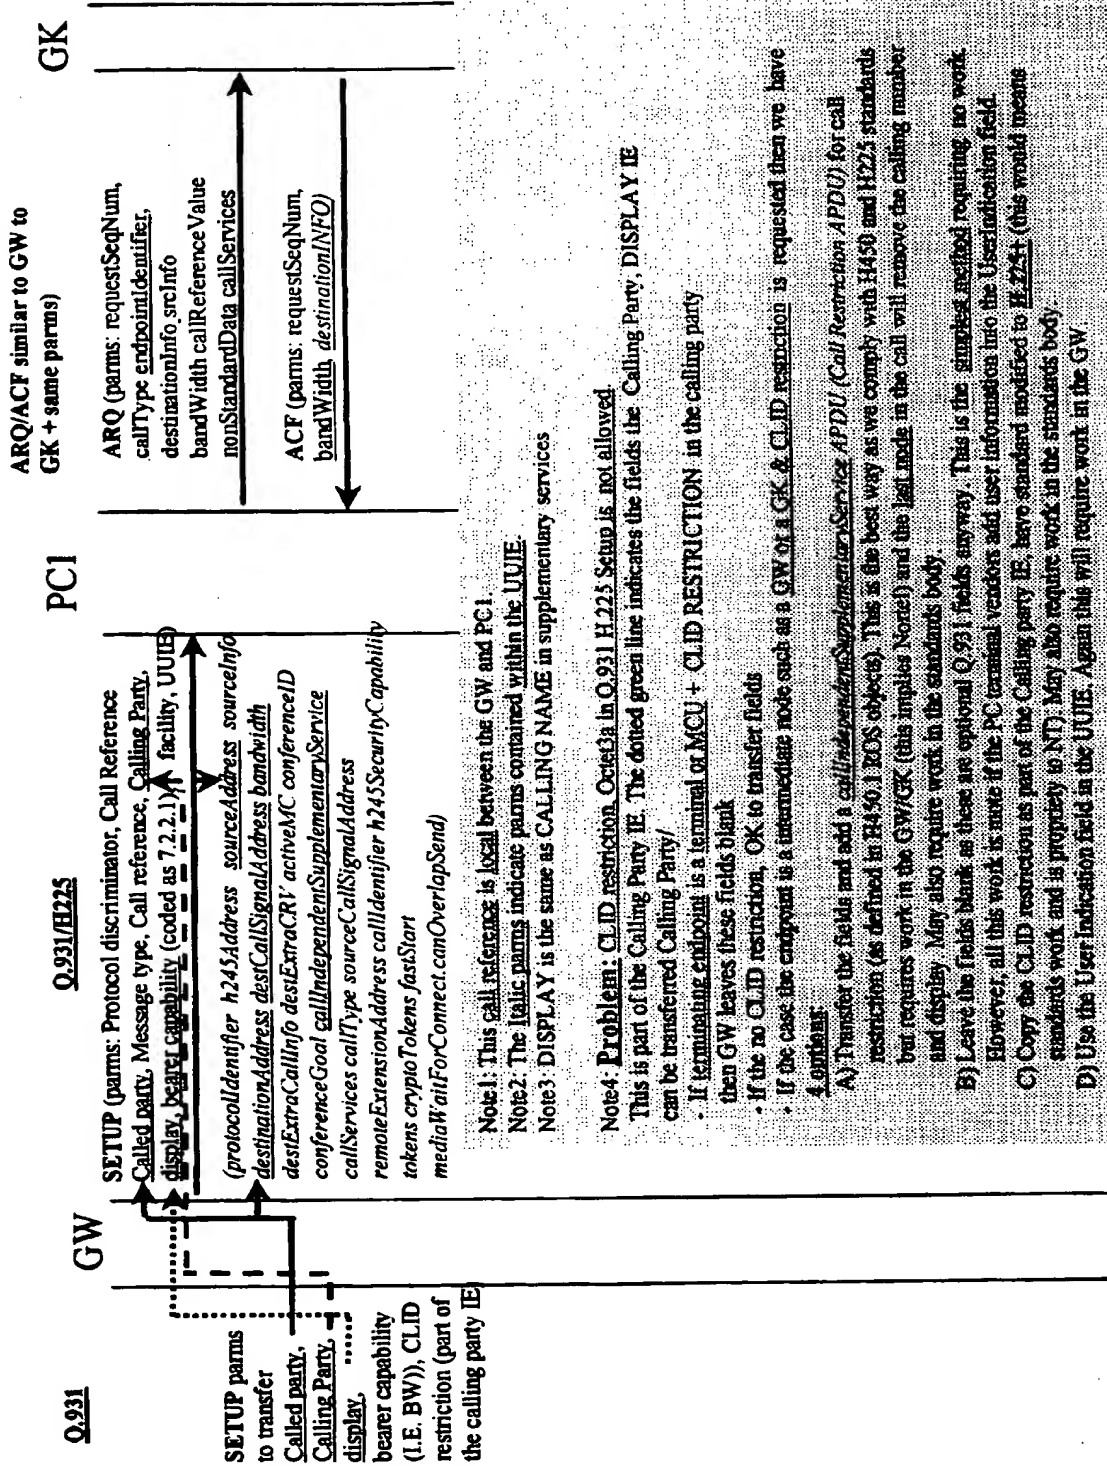 Q.931
GW
Q.931/H225
PC1
GK
SETUP parms
to transfer
Called party,
Calling Party,
display,
bearer capability
(I.E. BW)), CLID
restriction (part of
the calling party IE
SETUP (parms: Protocol discriminator, Call Reference
Called party, Message type, Call reference, Calling Party,
display, bearer capability (coded as 7.2.2.1), facility, UUIE)
(protocolIdentifier h245Address sourceAddress sourceInfo
destinationAddress destCallSignalAddress bandwidth
destExtraCallInfo destExtraCRV activeMC conferenceID
conferenceGoal callIndependentSupplementaryService
callServices callType sourceCallSignalAddress
remoteExtensionAddress callIdentifier h245SecurityCapability
tokens cryptoTokens fastStart
mediaWaitForConnect.canOverlapSend)
ARQ/ACF similar to GW to
GK + same parms)
ARQ (parms: requestSeqNum,
callType endpointIdentifier,
destinationInfo,srcInfo
bandWidth callReferenceValue
nonStandardData callServices
ACF (parms: requestSeqNum,
bandWidth, destinationINFO)
Note1: This call reference is local between the GW and PC1.
Note2: The Italic parms indicate parms contained within the UUIE.
Note3 DISPLAY is the same as CALLING NAME in supplementary services
Note4: Problem: CLID restriction, Octet3a in Q.931 H.225 Setup is not allowed.
This is part of the Calling Party IE. The dotted green line indicates the fields the Calling Party, DISPLAY IE
can be transferred Calling Party/
- If terminating endpoint is a terminal or MCU + CLID RESTRICTION in the calling party
then GW leaves these fields blank
- If the no CLID restriction, OK to transfer fields
- If the case the endpoint is a intermediate node such as a GW or a GK & CLID restriction is requested then we have
4 options:
A) Transfer the fields and add a callIndependentSupplementaryService APDU (Call Restriction APDU) for call
restriction (as defined in H450.1 ROS objects). This is the best way as we comply with H450 and H225 standards
but requires work in the GW/GK (this implies Nortel) and the last node in the call will remove the calling number
and display. May also require work in the standards body.
B) Leave the fields blank as these are optional Q.931 fields anyway. This is the simplest method requiring no work.
However, all this work is mute if the PC terminal vendors add user information into the UserIndication field.
C) Copy the CLID restriction as part of the Calling party IE, have standard modified to H.225+ (this would means
standards work and is propriety to NT). May also require work in the standards body.
D) Use the User Indication field in the UUIE. Again this will require work in the GW